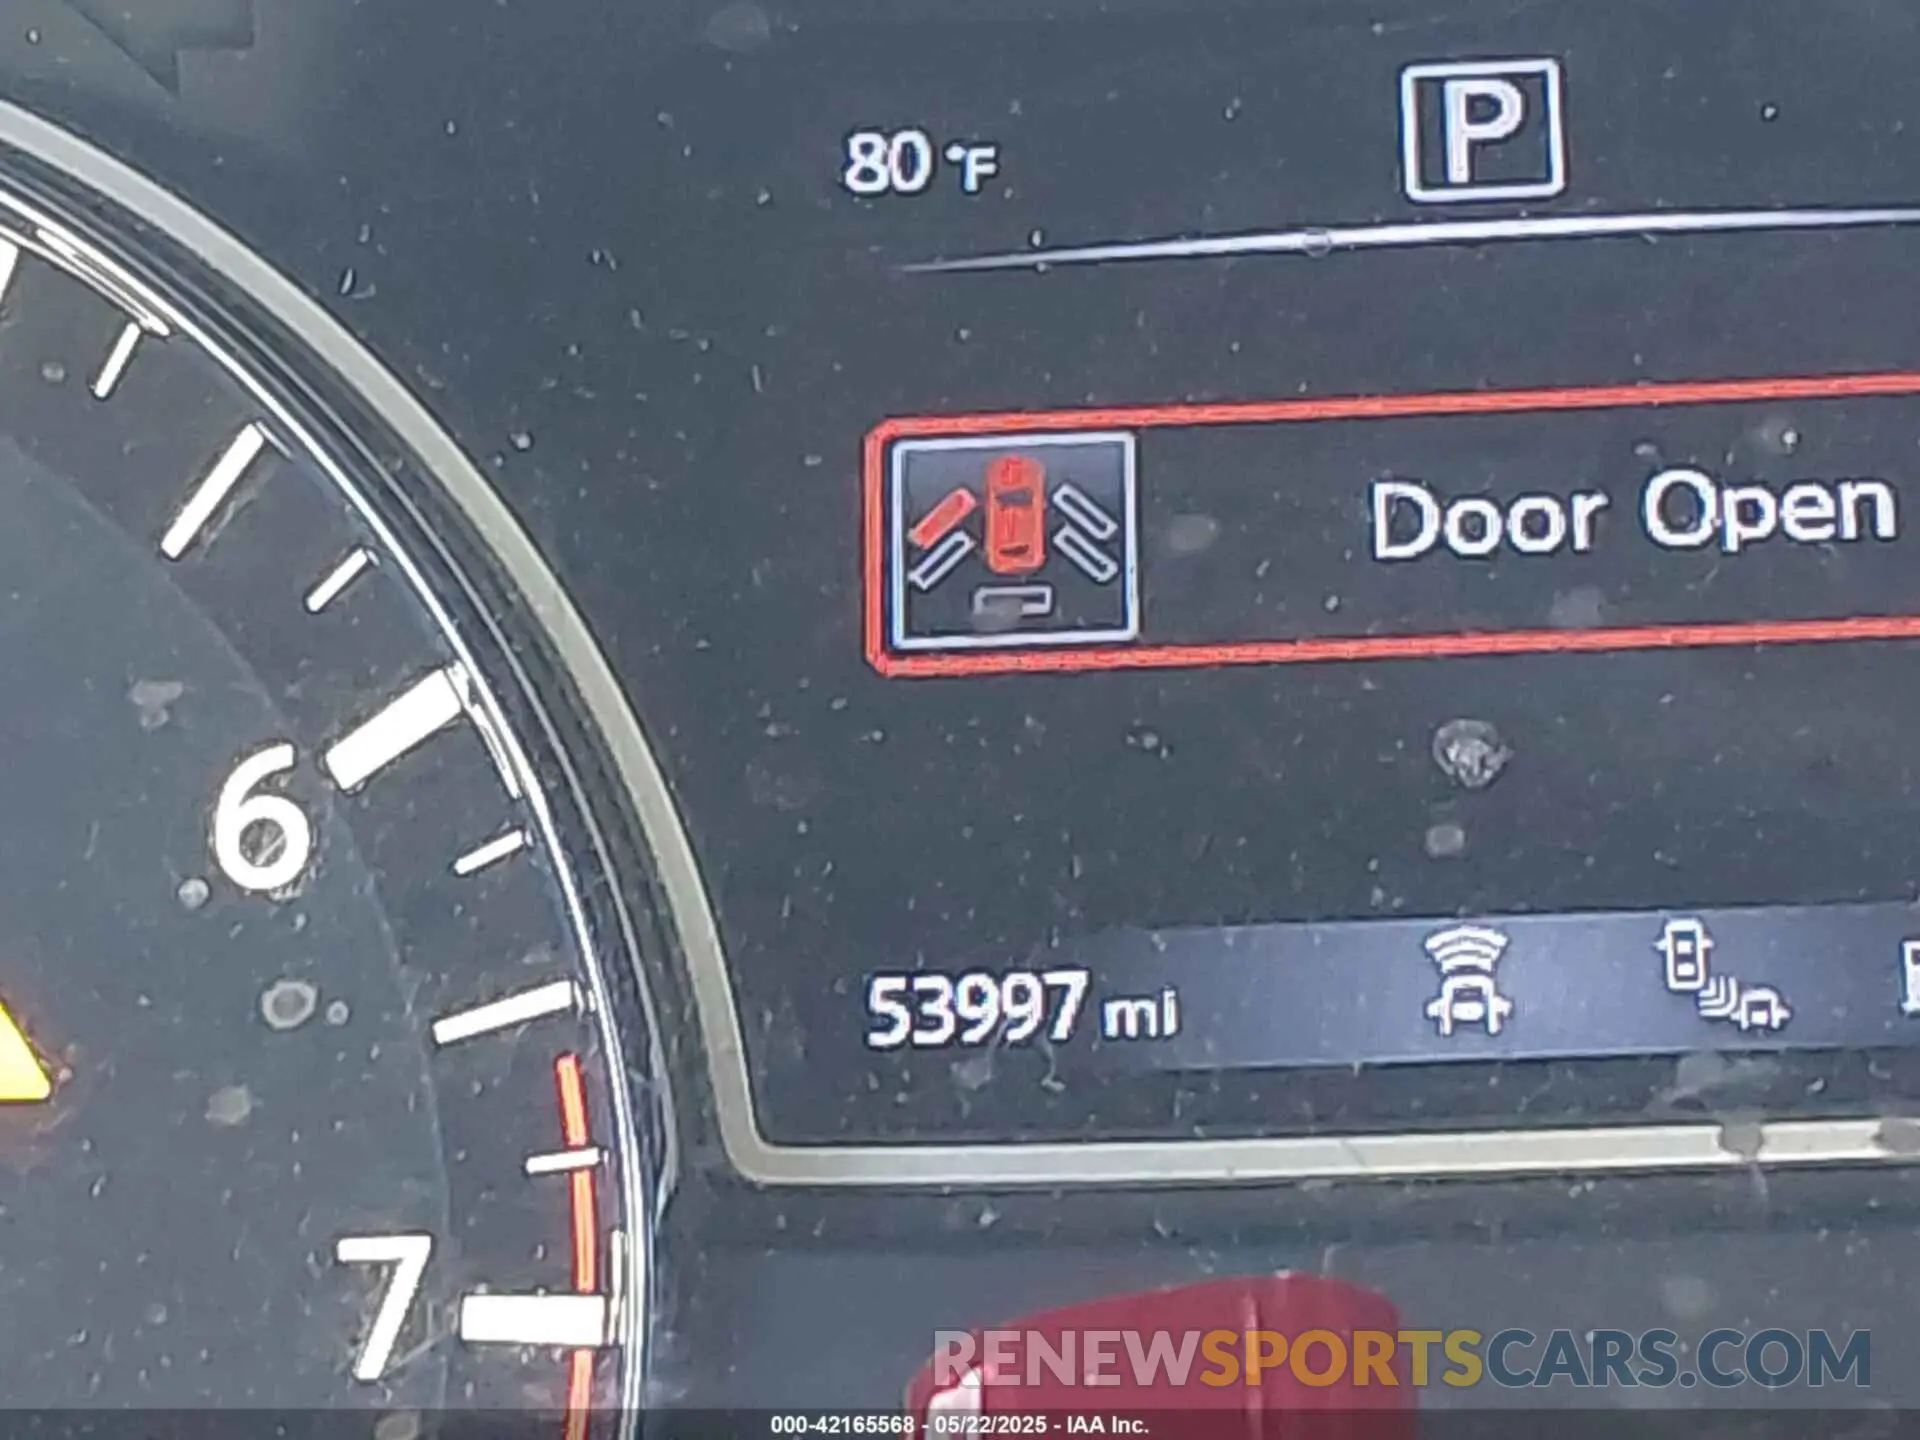 80 °F
P
Door Open
6
53997 mi
7
RENEWSPORTSCARS.COM
000-42165568 - 05/22/2025 - IAA Inc.